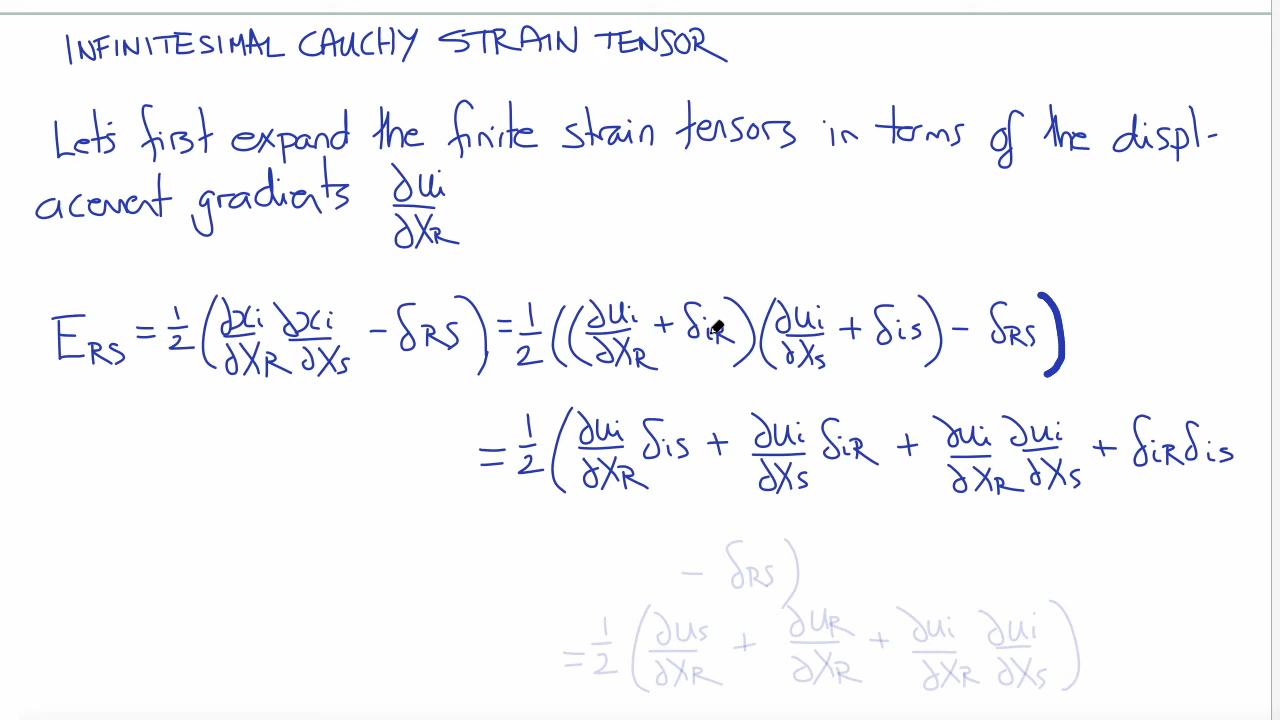 INFINITESIMAL CAUCHY STRAIN TENSOR
Let's first expand the finite strain tensors in terms of the displ-
acement gradients ∂ui/∂XR
ERS = 1/2 (∂xi/∂XR ∂xi/∂XS - δRS) = 1/2 ((∂ui/∂XR + δiR)(∂ui/∂XS + δis) - δRS)
= 1/2 (∂ui/∂XR δis + ∂ui/∂XS δiR + ∂ui/∂XR ∂ui/∂XS + δiR δis
- δRS)
= 1/2 (∂us/∂XR + ∂uR/∂XR + ∂ui/∂XR ∂ui/∂XS)